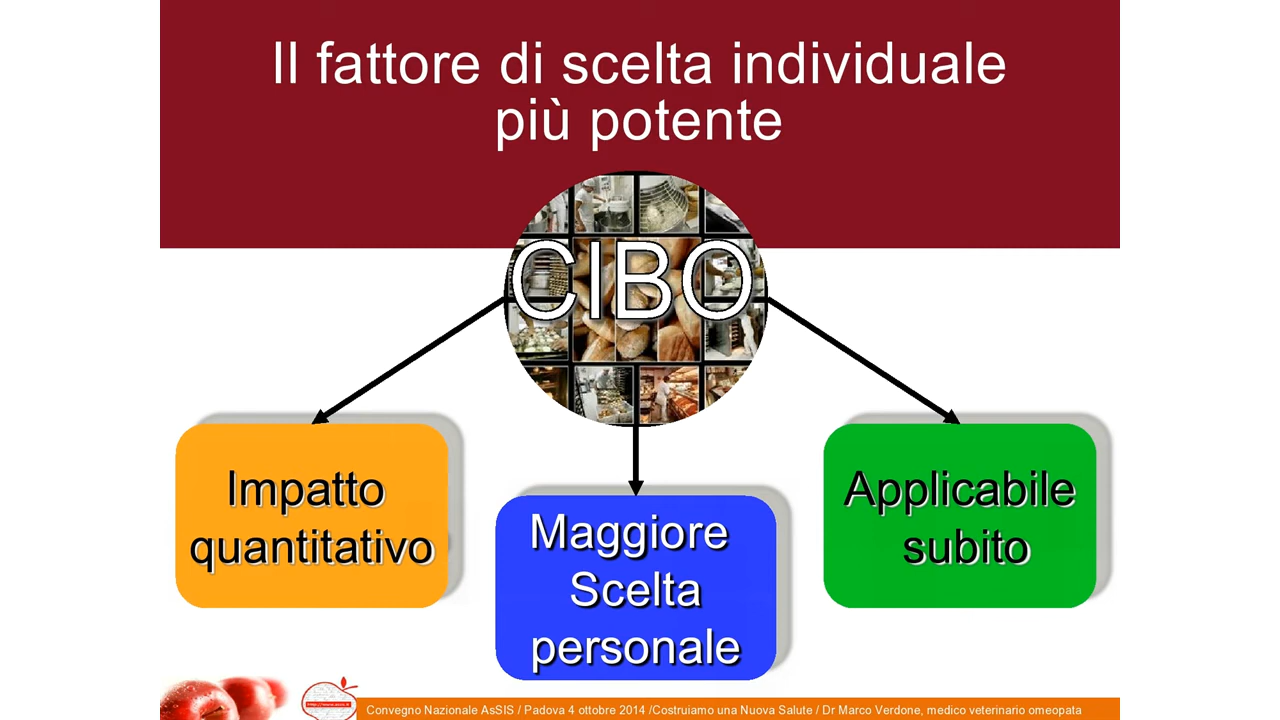 Il fattore di scelta individuale
più potente
CIBO
Impatto
quantitativo
Maggiore
Scelta
personale
Applicabile
subito
Convegno Nazionale AsSIS / Padova 4 ottobre 2014 /Costruiamo una Nuova Salute / Dr Marco Verdone, medico veterinario omeopata